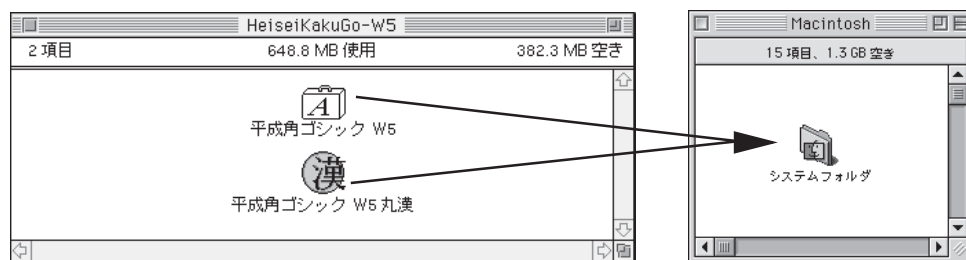 HeiseiKakuGo-W5
2 項目 648.8 MB 使用 382.3 MB 空き
A
平成角ゴシック W5
漢
平成角ゴシック W5 丸漢
Macintosh
15 項目、1.3 GB 空き
システムフォルダ